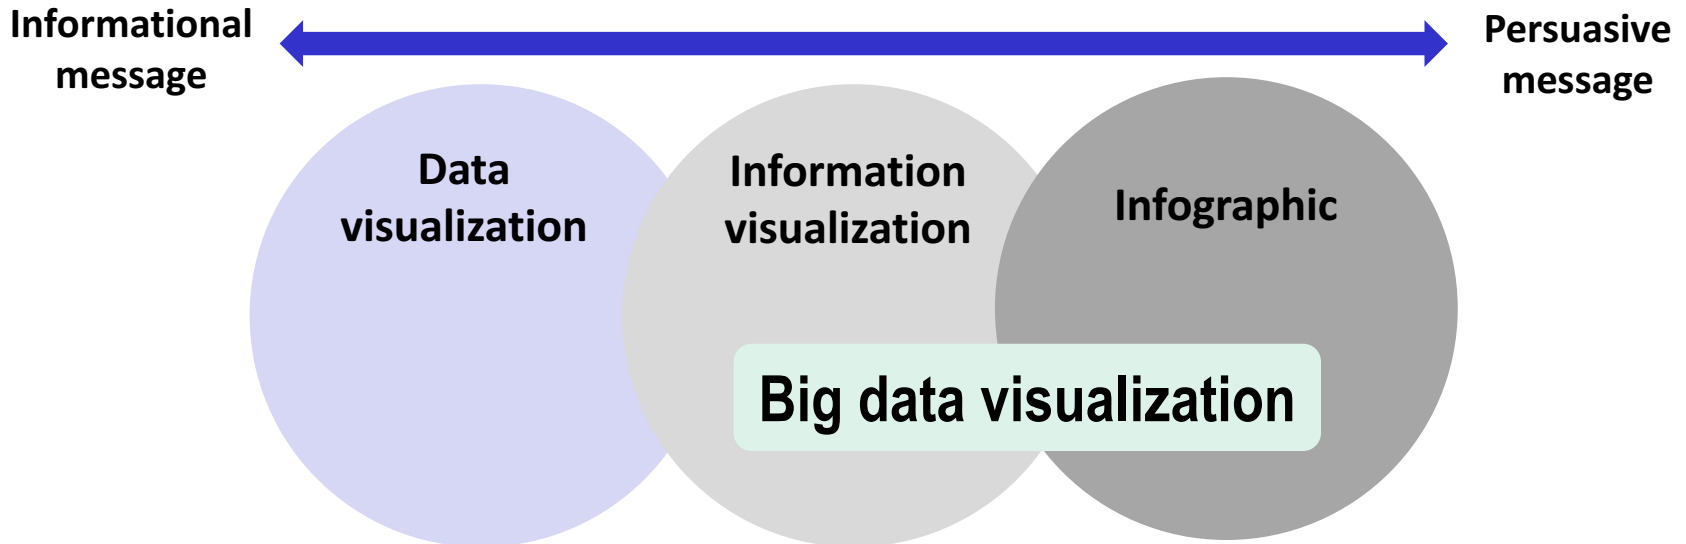 Informational
message
Persuasive
message
Data
visualization
Information
visualization
Infographic
Big data visualization